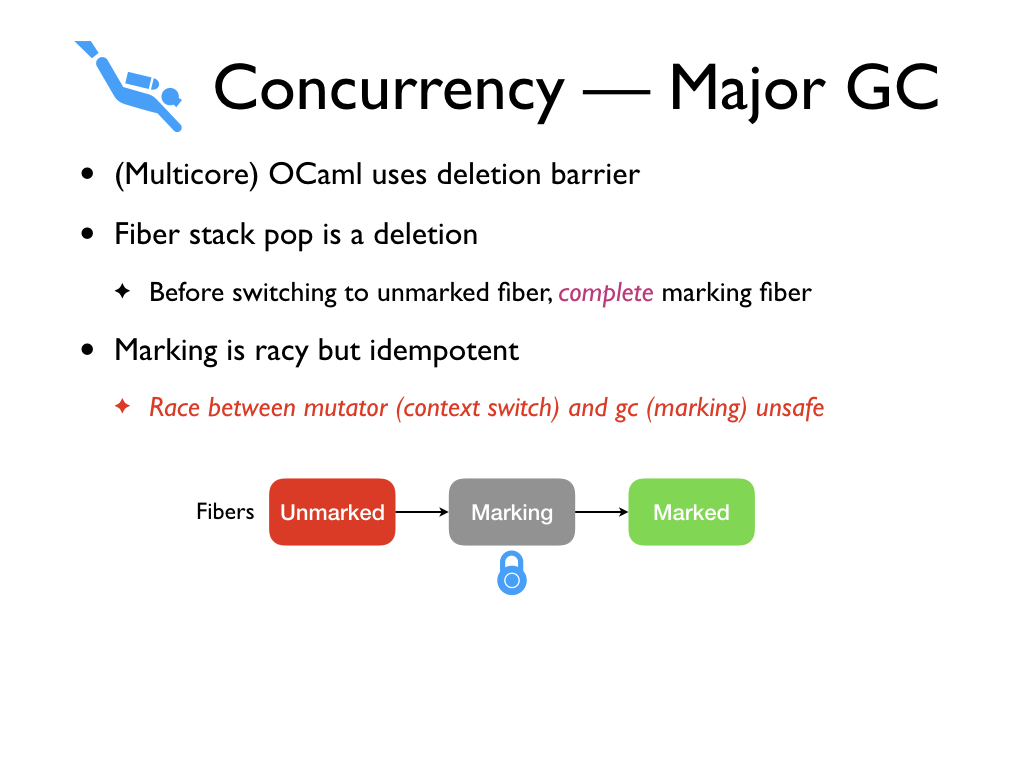 Concurrency — Major GC
• (Multicore) OCaml uses deletion barrier
• Fiber stack pop is a deletion
✦ Before switching to unmarked fiber, complete marking fiber
• Marking is racy but idempotent
✦ Race between mutator (context switch) and gc (marking) unsafe
Fibers Unmarked Marking Marked